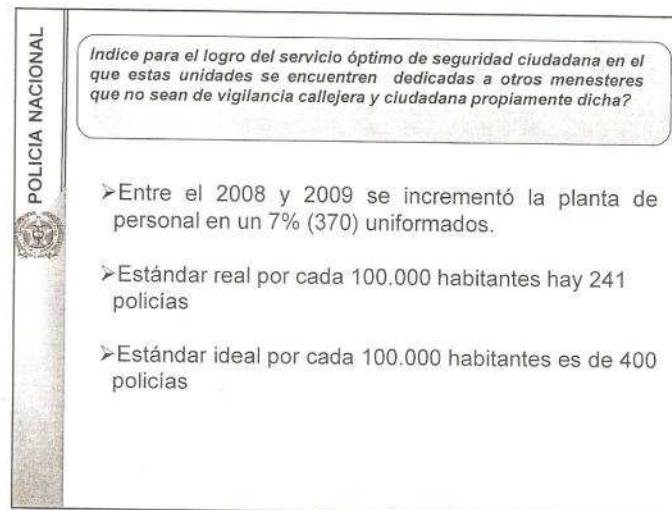 POLICIA NACIONAL
Indice para el logro del servicio óptimo de seguridad ciudadana en el
que estas unidades se encuentren dedicadas a otros menesteres
que no sean de vigilancia callejera y ciudadana propiamente dicha?
➢Entre el 2008 y 2009 se incrementó la planta de
personal en un 7% (370) uniformados.
➢Estándar real por cada 100.000 habitantes hay 241
policías
➢Estándar ideal por cada 100.000 habitantes es de 400
policías